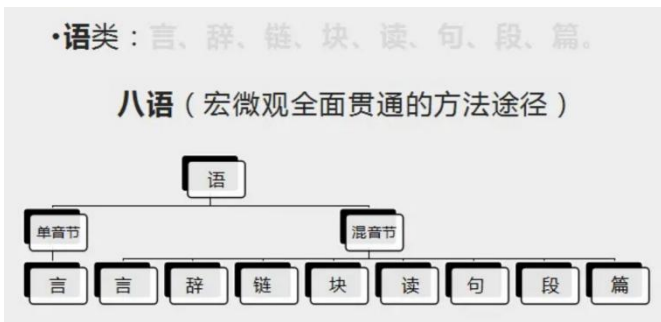 •语类：言、辞、链、块、读、句、段、篇。
八语（宏微观全面贯通的方法途径）
语
单音节 混音节
言 言 辞 链 块 读 句 段 篇